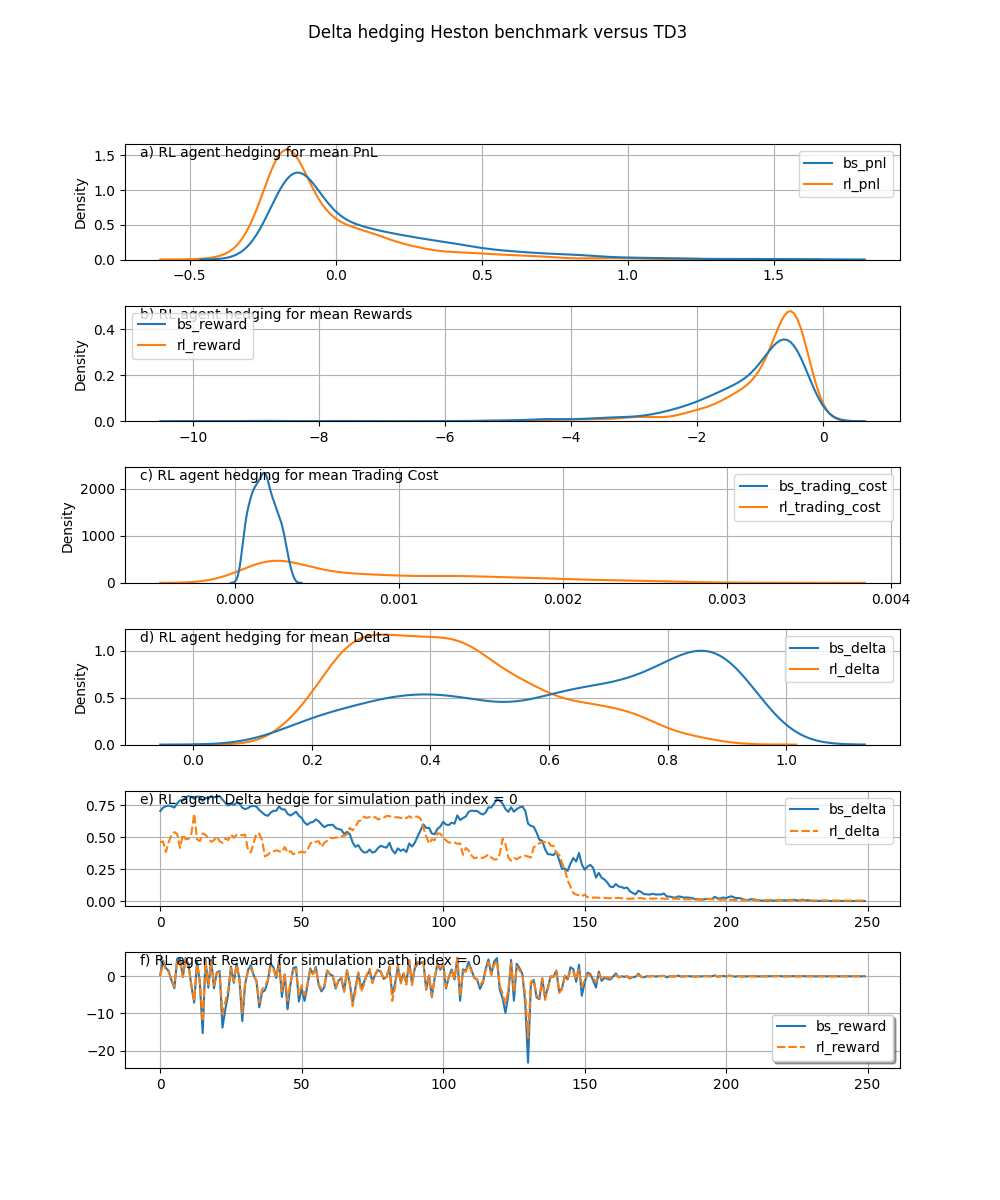 Delta hedging Heston benchmark versus TD3
a) RL agent hedging for mean PnL
bs_pnl
rl_pnl
Density
0.0
0.5
1.0
1.5
−0.5 0.0 0.5 1.0 1.5
b) RL agent hedging for mean Rewards
bs_reward
rl_reward
Density
0.0
0.2
0.4
−10 −8 −6 −4 −2 0
c) RL agent hedging for mean Trading Cost
bs_trading_cost
rl_trading_cost
Density
0
1000
2000
0.000 0.001 0.002 0.003 0.004
d) RL agent hedging for mean Delta
bs_delta
rl_delta
Density
0.0
0.5
1.0
0.0 0.2 0.4 0.6 0.8 1.0
e) RL agent Delta hedge for simulation path index = 0
bs_delta
rl_delta
0.00
0.25
0.50
0.75
0 50 100 150 200 250
f) RL agent Reward for simulation path index = 0
bs_reward
rl_reward
0
−10
−20
0 50 100 150 200 250